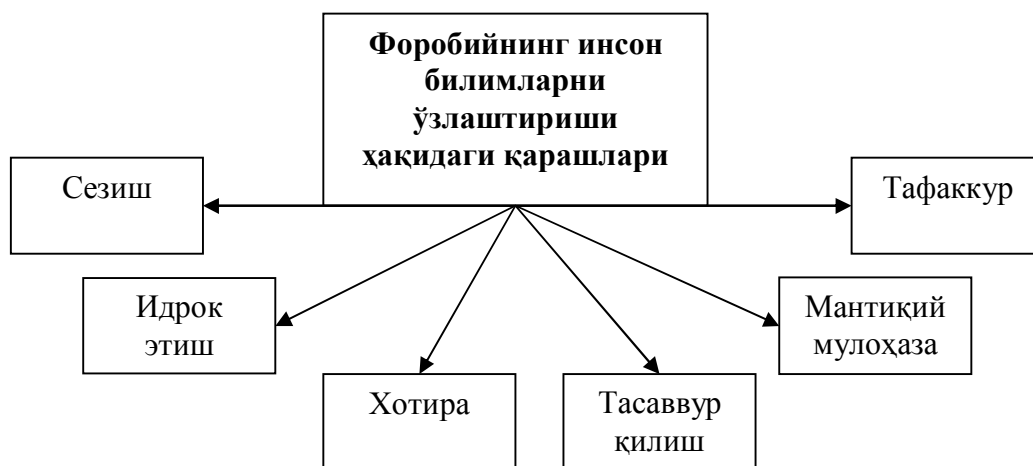 Форобийнинг инсон
билимларни
ўзлаштириши
ҳақидаги қарашлари
Сезиш
Тафаккур
Идрок
этиш
Мантиқий
мулоҳаза
Хотира
Тасаввур
қилиш